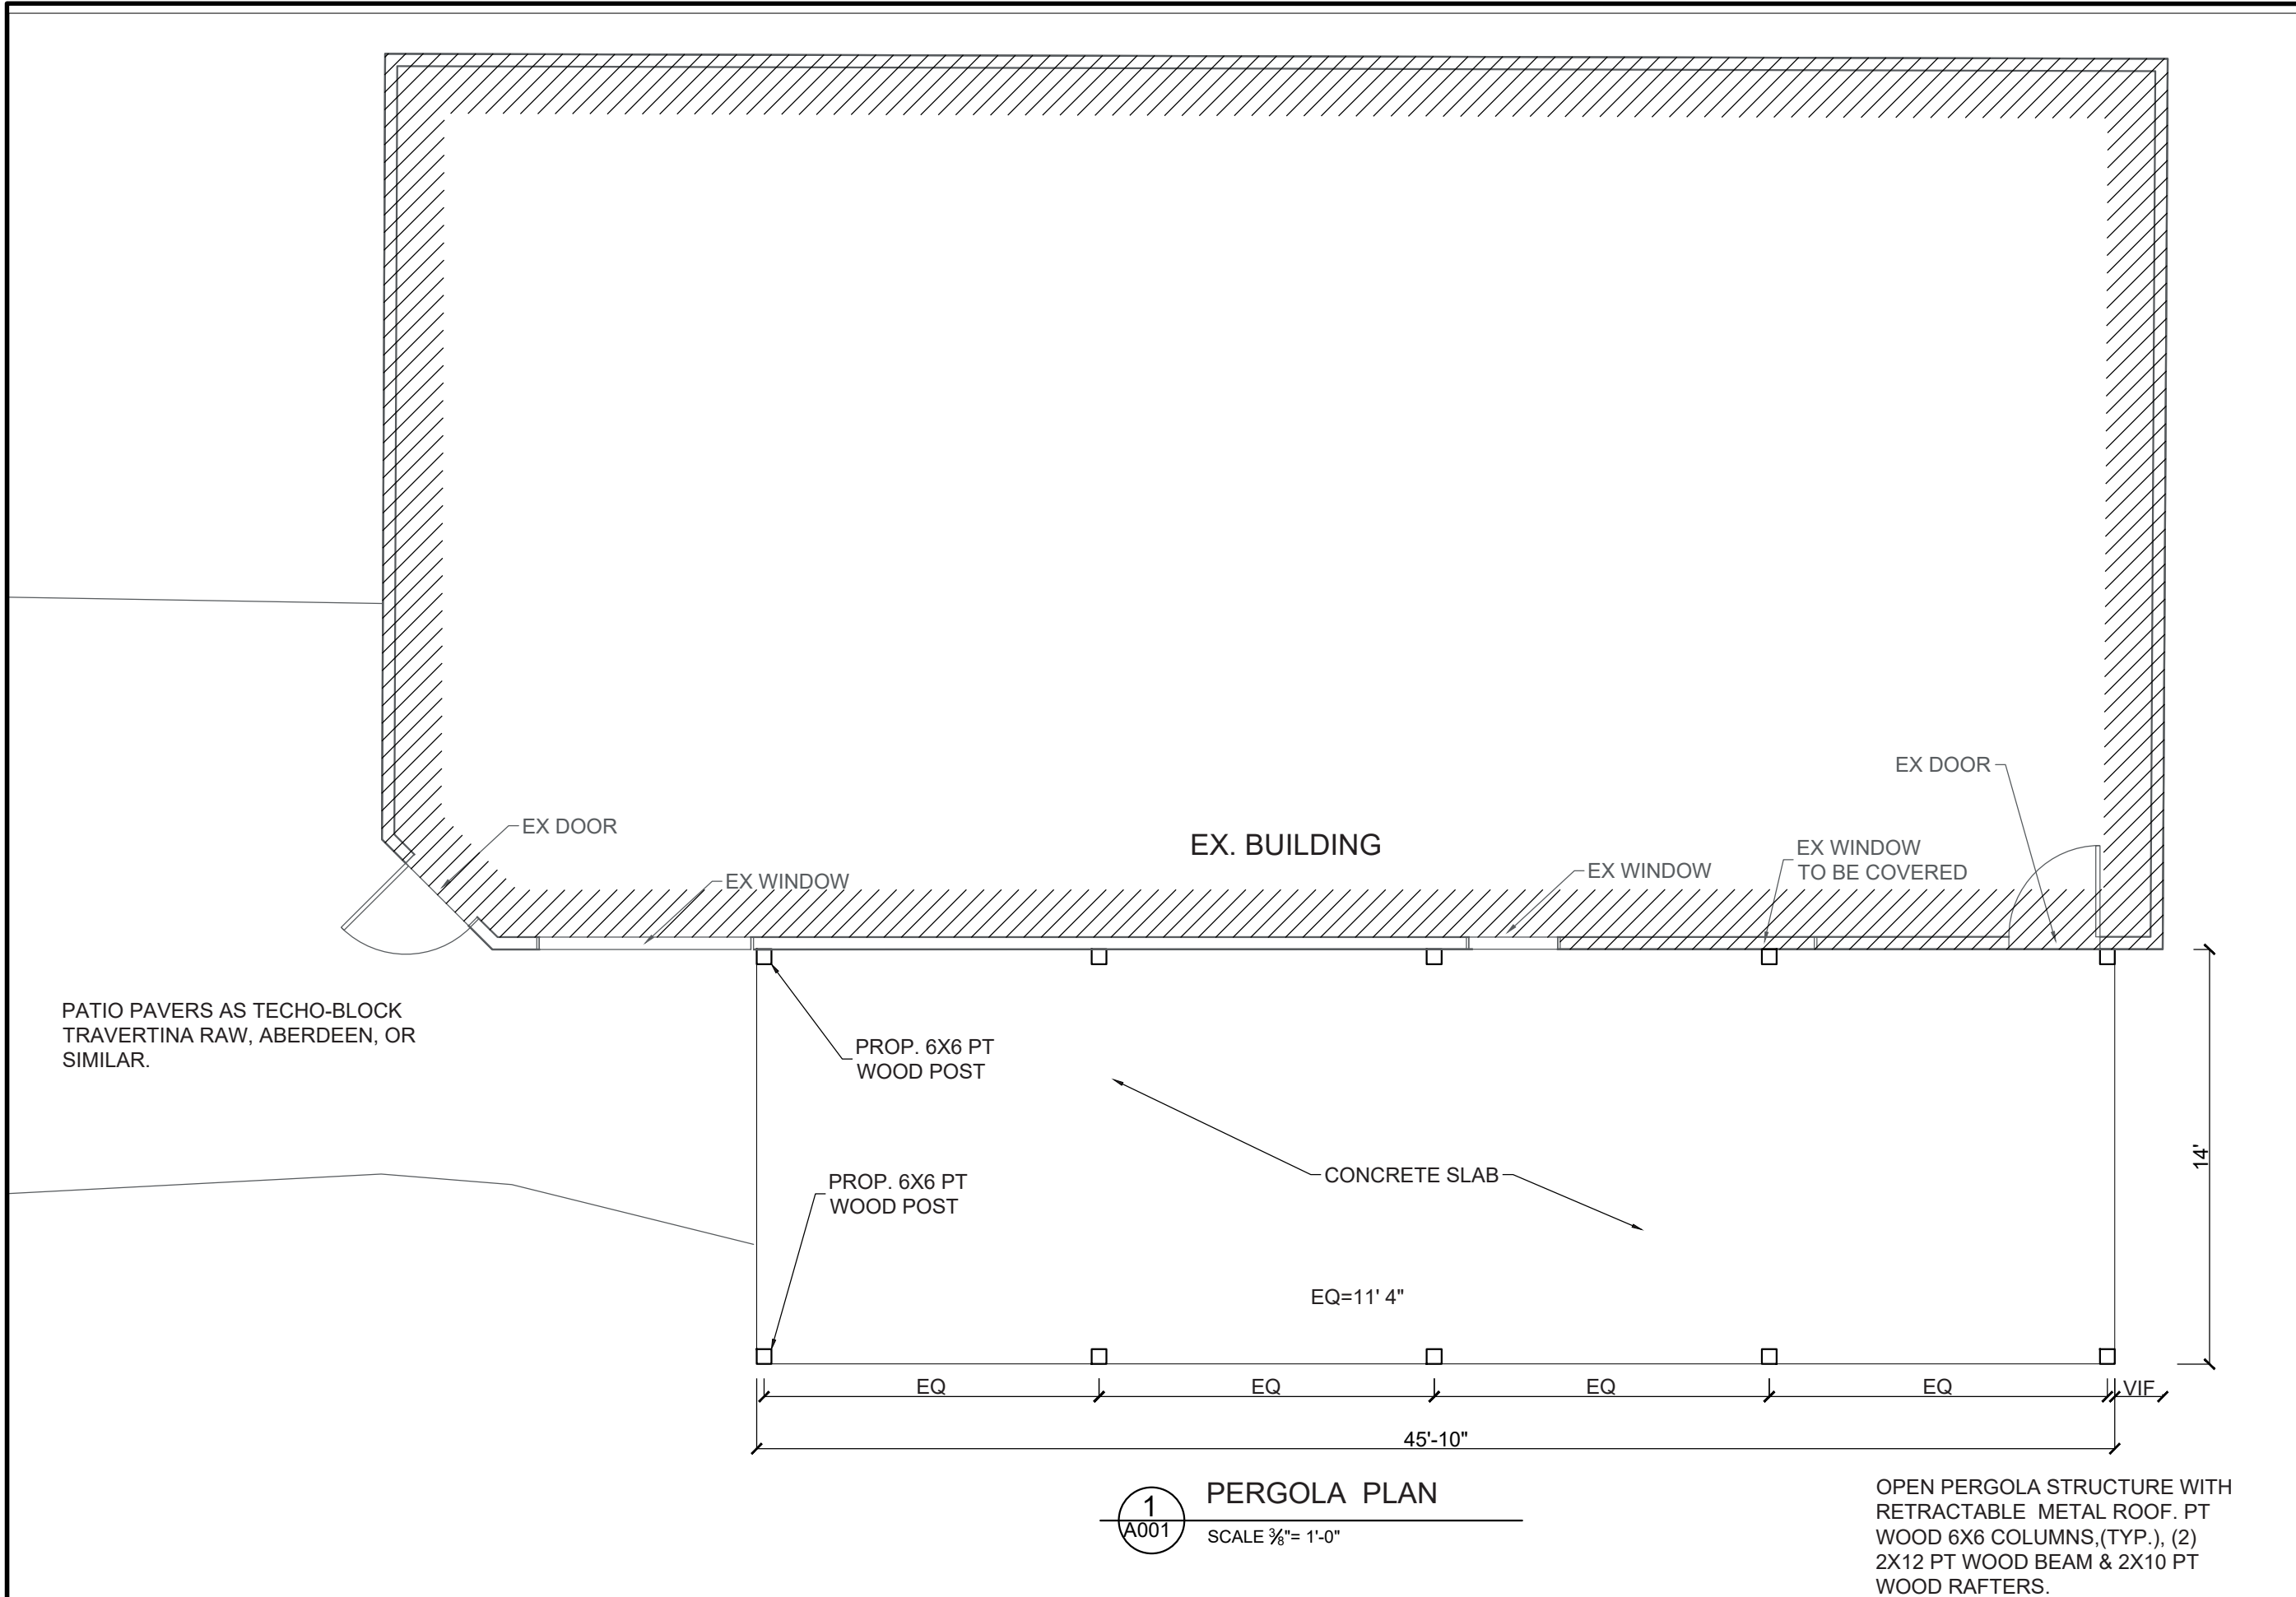 EX DOOR
EX DOOR
EX. BUILDING
EX WINDOW
TO BE COVERED
EX WINDOW
EX WINDOW
PATIO PAVERS AS TECHO-BLOCK
TRAVERTINA RAW, ABERDEEN, OR
SIMILAR.
PROP. 6X6 PT
WOOD POST
14'
CONCRETE SLAB
PROP. 6X6 PT
WOOD POST
EQ=11' 4"
EQ
EQ
EQ
EQ
VIF
45'-10"
1
A001
PERGOLA PLAN
SCALE ⅜"= 1'-0"
OPEN PERGOLA STRUCTURE WITH
RETRACTABLE METAL ROOF. PT
WOOD 6X6 COLUMNS,(TYP.), (2)
2X12 PT WOOD BEAM & 2X10 PT
WOOD RAFTERS.